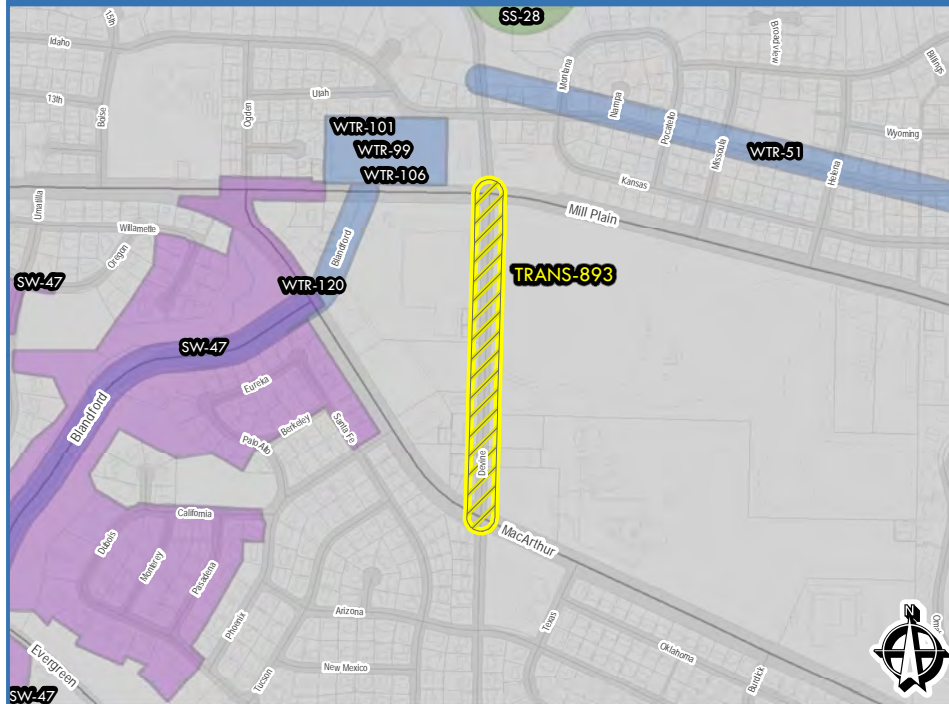 SS-28
15th
Idaho
Broadview
Billings
Montana
13th
Boise
Ogden
Utah
Nampa
Pocatello
WTR-101
WTR-99
WTR-106
Missoula
WTR-51
Wyoming
Helena
Kansas
Umatilla
Willamette
Oregon
Blandford
Mill Plain
TRANS-893
SW-47
WTR-120
SW-47
Eureka
Blandford
Berkeley
Santa Fe
Palo Alto
Devine
California
MacArthur
Dubois
Monterey
Pasadena
Phoenix
Arizona
Texas
N
Oklahoma
Evergreen
Tucson
New Mexico
Burdick
SW-47